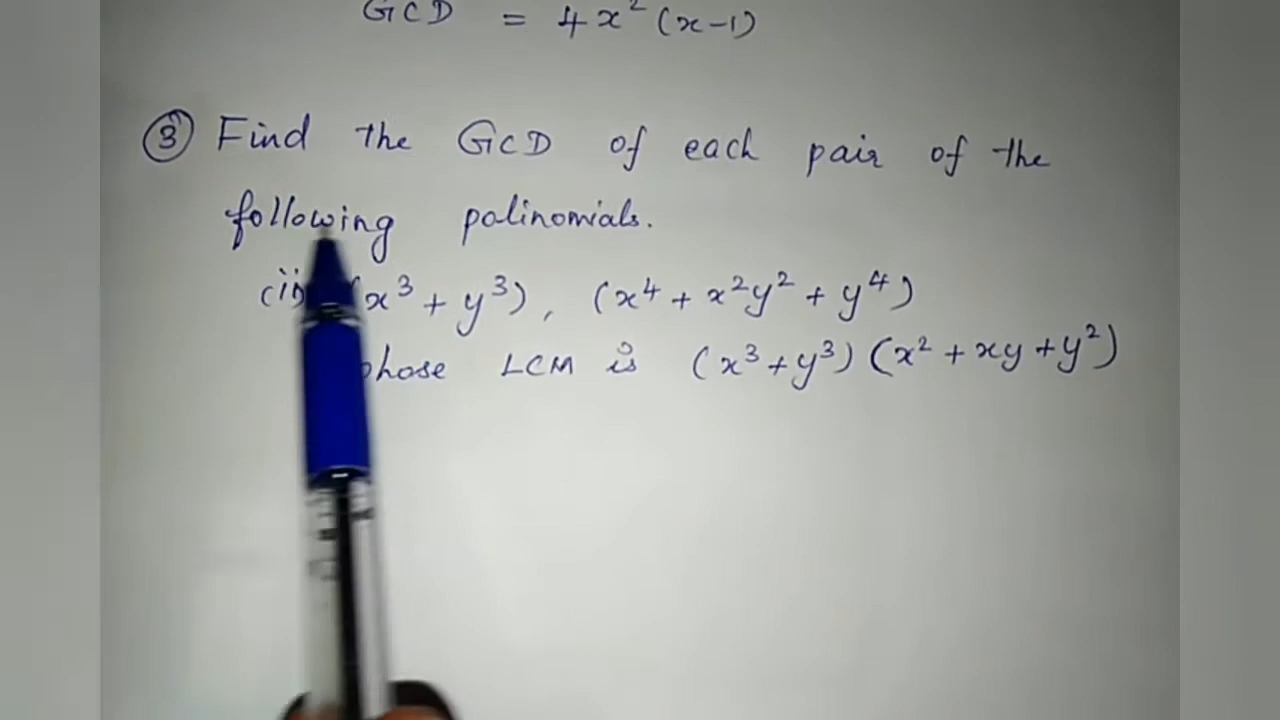 GCD = 4x²(x-1)
③ Find the GCD of each pair of the
following polinomials.
(x³ + y³), (x⁴ + x²y² + y⁴)
LCM is (x³ + y³)(x² + xy + y²)